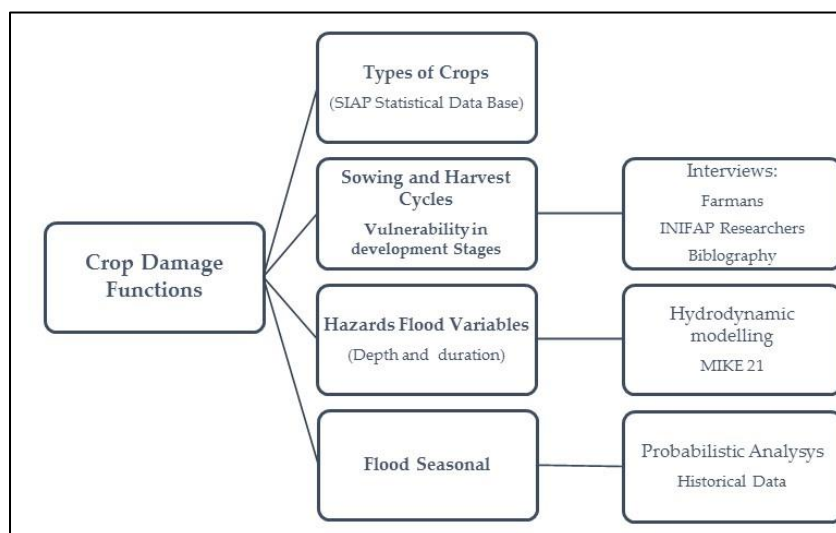 Types of Crops
(SIAP Statistical Data Base)
Sowing and Harvest
Cycles
Vulnerability in
development Stages
Interviews:
Farmans
INIFAP Researchers
Biblography
Crop Damage
Functions
Hazards Flood Variables
(Depth and duration)
Hydrodynamic
modelling
MIKE 21
Flood Seasonal
Probabilistic Analysys
Historical Data